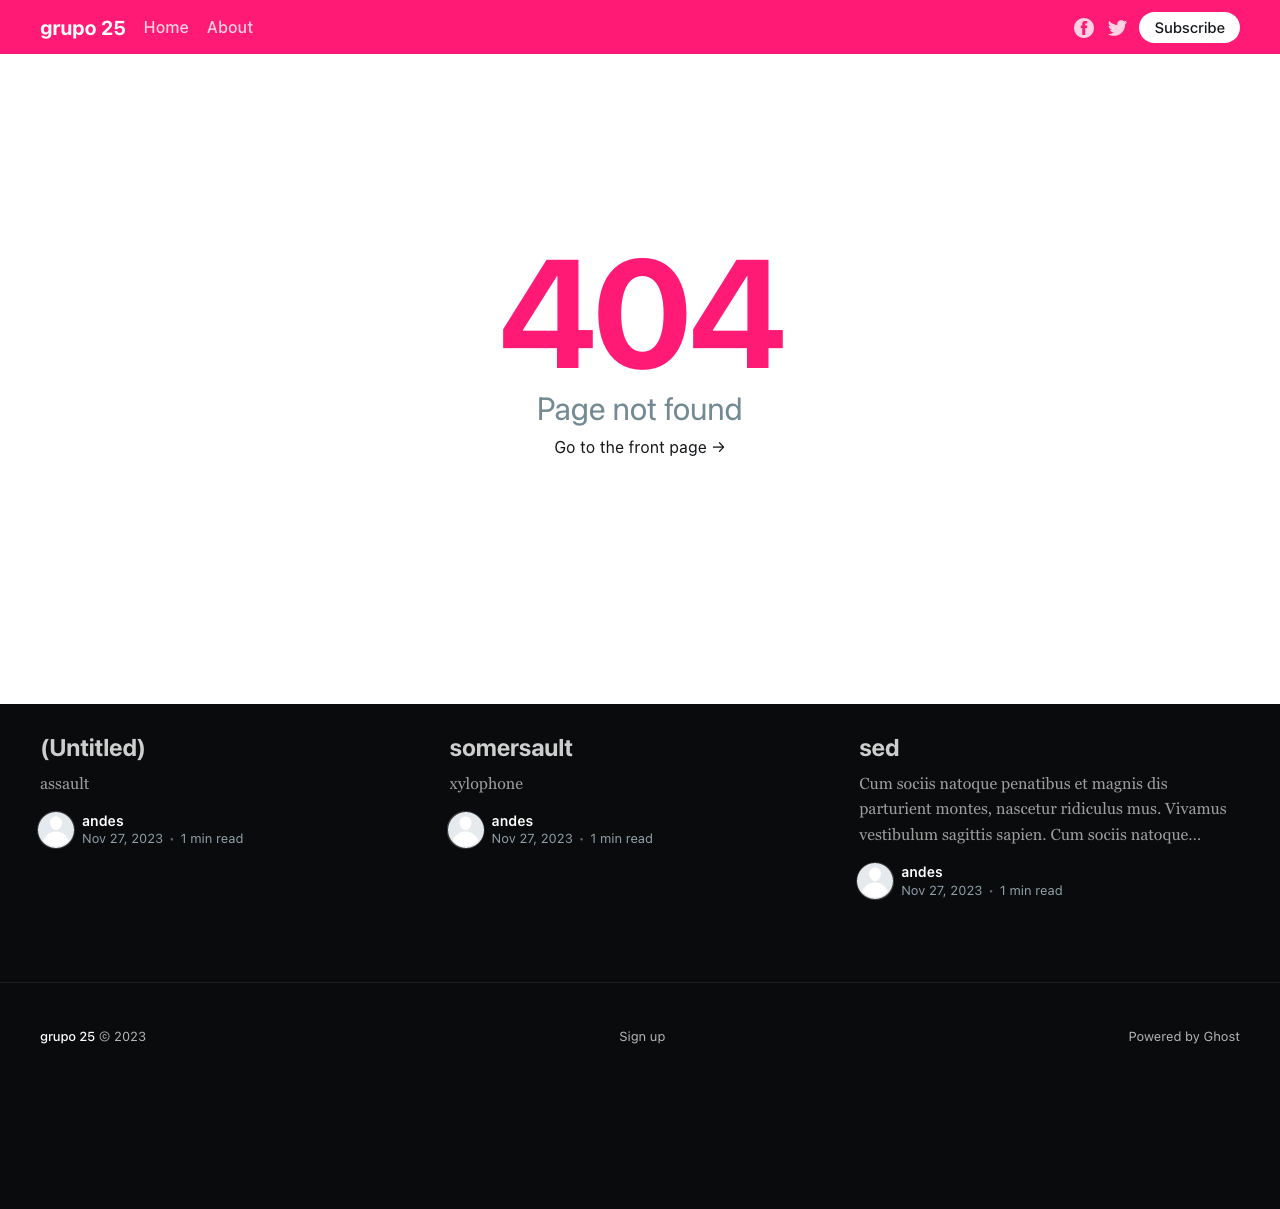 grupo 25 Home About Subscribe
404
Page not found
Go to the front page →
(Untitled)
assault
andes
Nov 27, 2023 • 1 min read
somersault
xylophone
andes
Nov 27, 2023 • 1 min read
sed
Cum sociis natoque penatibus et magnis dis
parturient montes, nascetur ridiculus mus. Vivamus
vestibulum sagittis sapien. Cum sociis natoque…
andes
Nov 27, 2023 • 1 min read
grupo 25 © 2023
Sign up
Powered by Ghost